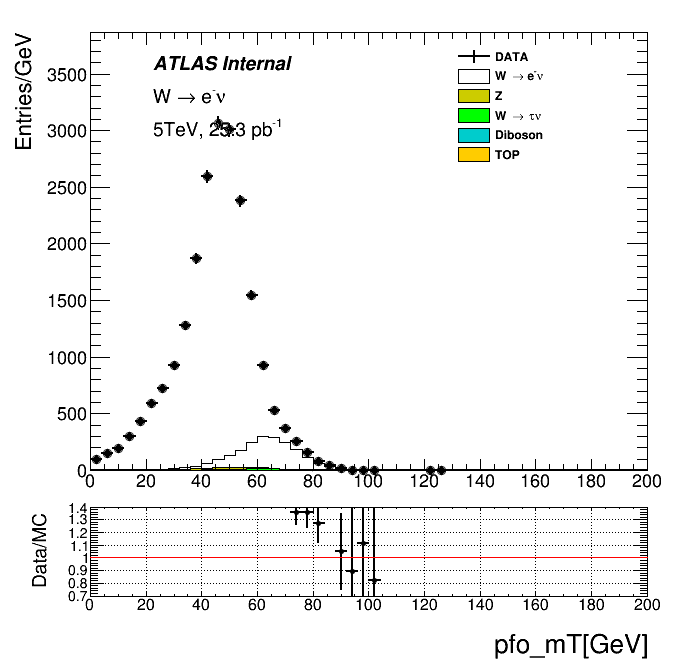 Entries/GeV
ATLAS Internal
W → e⁻ν
5TeV, 25.3 pb⁻¹
DATA
W → e⁻ν
Z
W → τν
Diboson
TOP
3500
3000
2500
2000
1500
1000
500
0
0 20 40 60 80 100 120 140 160 180 200
Data/MC
1.4
1.3
1.2
1.1
1
0.9
0.8
0.7
0 20 40 60 80 100 120 140 160 180 200
pfo_mT[GeV]